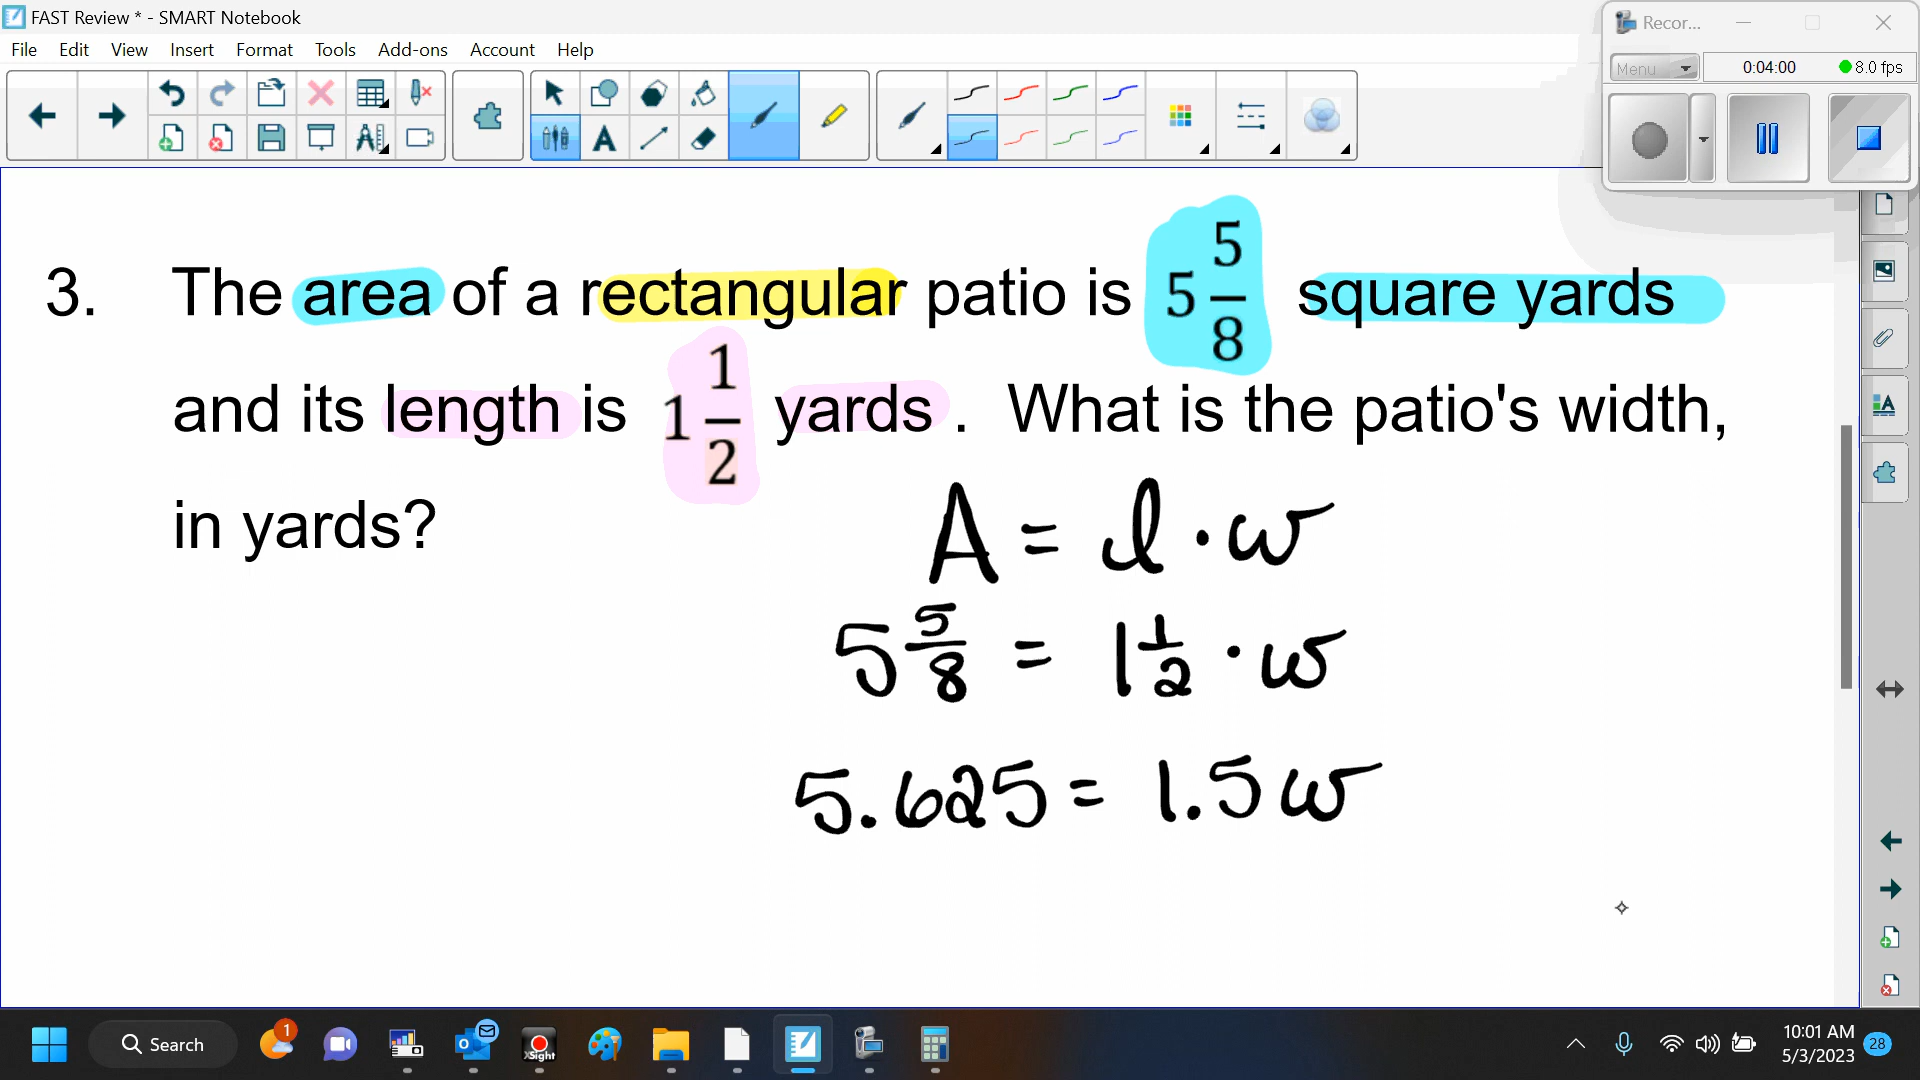 FAST Review * - SMART Notebook
File Edit View Insert Format Tools Add-ons Account Help
Recor...
Menu 0:04:00 8.0 fps
3. The area of a rectangular patio is 5 5/8 square yards
and its length is 1 1/2 yards . What is the patio's width,
in yards?
A = l · w
5 5/8 = 1 1/2 · w
5.625 = 1.5w
1
Search
XSight
10:01 AM
5/3/2023
28